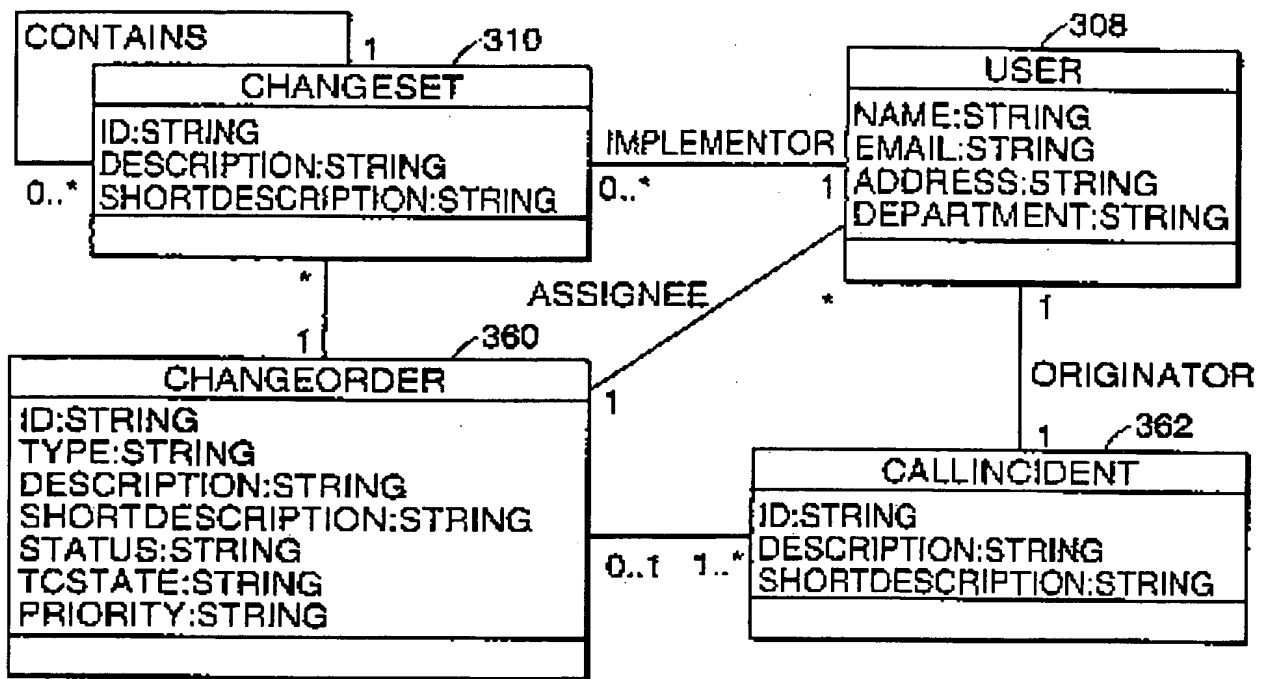 CONTAINS
1
310
CHANGESET
ID:STRING
DESCRIPTION:STRING
SHORTDESCRIPTION:STRING
0..*
308
USER
NAME:STRING
EMAIL:STRING
ADDRESS:STRING
DEPARTMENT:STRING
IMPLEMENTOR
0..*
1
*
ASSIGNEE
*
1
1
360
CHANGEORDER
ID:STRING
TYPE:STRING
DESCRIPTION:STRING
SHORTDESCRIPTION:STRING
STATUS:STRING
TCSTATE:STRING
PRIORITY:STRING
1
ORIGINATOR
1
362
CALLINCIDENT
ID:STRING
DESCRIPTION:STRING
SHORTDESCRIPTION:STRING
0..1
1..*